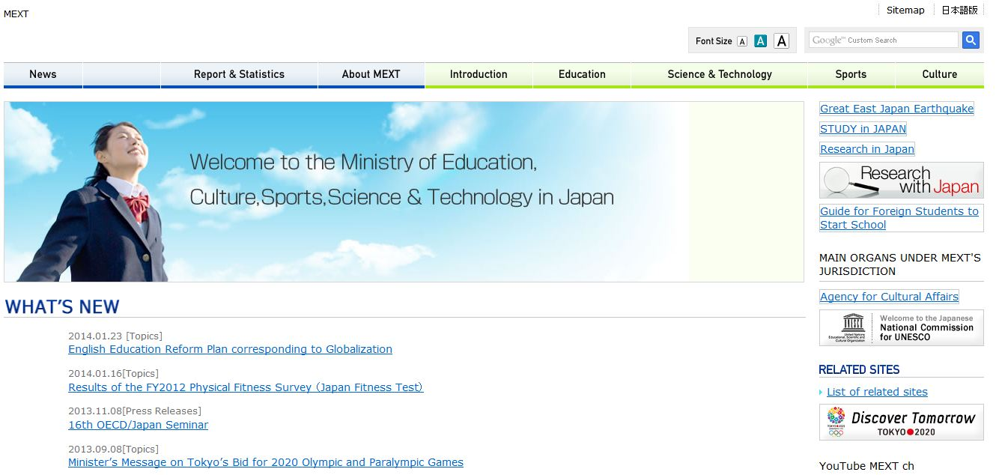 MEXT
Sitemap
日本語版
Font Size A A A
Google™ Custom Search
News
Report & Statistics
About MEXT
Introduction
Education
Science & Technology
Sports
Culture
Welcome to the Ministry of Education,
Culture,Sports,Science & Technology in Japan
WHAT'S NEW
2014.01.23 [Topics]
English Education Reform Plan corresponding to Globalization
2014.01.16[Topics]
Results of the FY2012 Physical Fitness Survey（Japan Fitness Test）
2013.11.08[Press Releases]
16th OECD/Japan Seminar
2013.09.08[Topics]
Minister's Message on Tokyo's Bid for 2020 Olympic and Paralympic Games
Great East Japan Earthquake
STUDY in JAPAN
Research in Japan
Research
with Japan
Guide for Foreign Students to
Start School
MAIN ORGANS UNDER MEXT'S
JURISDICTION
Agency for Cultural Affairs
United Nations
Educational, Scientific and
Cultural Organization
Welcome to the Japanese
National Commission
for UNESCO
RELATED SITES
List of related sites
Discover Tomorrow
TOKYO 2020
YouTube MEXT ch